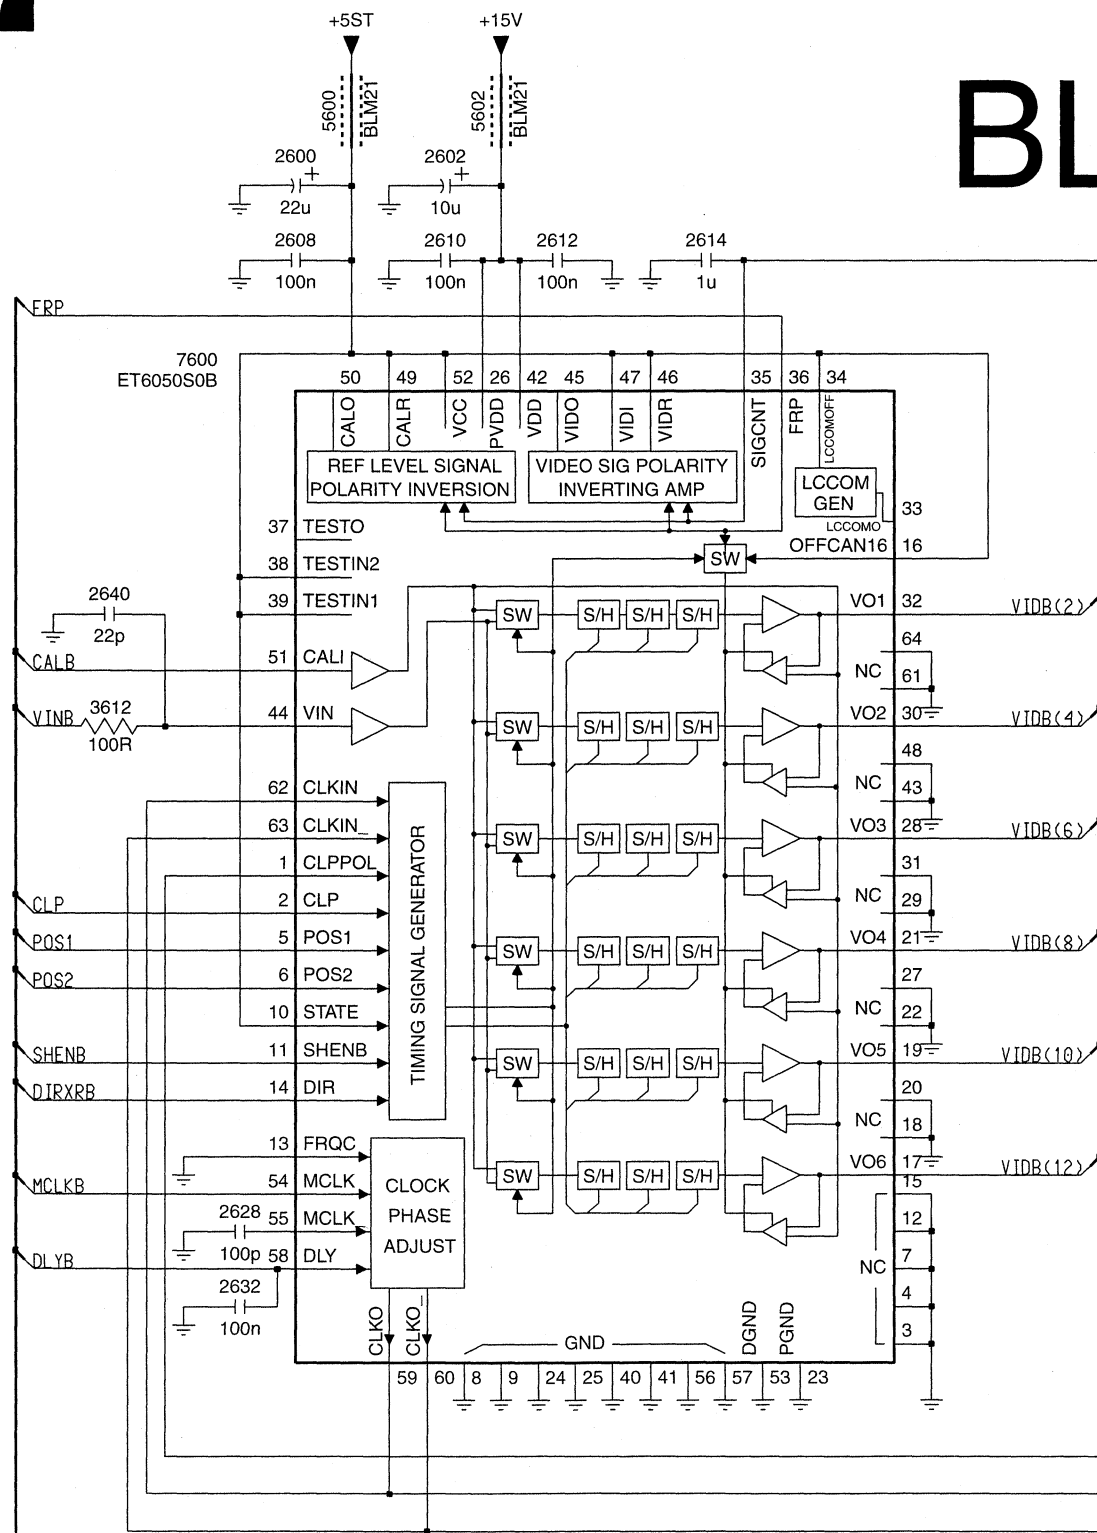 +5ST +15V
5600 BLM21 5602 BLM21
BL
2600 + 2602 +
22u 10u
2608 2610 2612 2614
100n 100n 100n 1u
FRP
7600
ET6050S0B
50 49 52 26 42 45 47 46 35 36 34
CALO CALR VCC PVDD VDD VIDO VIDI VIDR SIGCNT FRP LCCOMOFF
REF LEVEL SIGNAL
POLARITY INVERSION
VIDEO SIG POLARITY
INVERTING AMP
LCCOM
GEN
33
LCCOMO
37 TESTO
OFFCAN16 16
SW
38 TESTIN2
39 TESTIN1
2640
22p
SW S/H S/H S/H VO1 32 VIDB(2)
64
CALB 51 CALI
NC 61
VINB 3612 44 VIN
100R
SW S/H S/H S/H VO2 30 VIDB(4)
48
NC 43
62 CLKIN
63 CLKIN_
SW S/H S/H S/H VO3 28 VIDB(6)
1 CLPPOL
31
CLP 2 CLP
NC 29
POS1 5 POS1
SW S/H S/H S/H VO4 21 VIDB(8)
POS2 6 POS2
27
10 STATE
NC 22
SHENB 11 SHENB
SW S/H S/H S/H VO5 19 VIDB(10)
DIRXRB 14 DIR
20
NC 18
TIMING SIGNAL GENERATOR
13 FRQC
SW S/H S/H S/H VO6 17 VIDB(12)
MCLKB 54 MCLK
15
2628 55 MCLK_
100p
12
CLOCK
PHASE
ADJUST
DLYB 58 DLY
7
NC
2632
100n
4
3
CLKO CLKO_
GND
DGND PGND
59 60 8 9 24 25 40 41 56 57 53 23